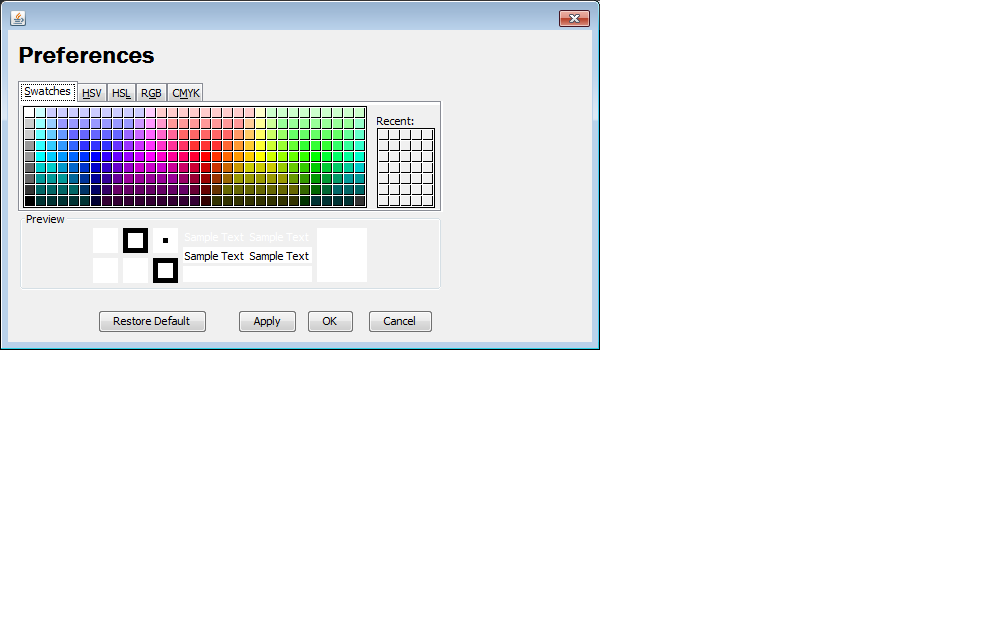 Preferences
Swatches HSV HSL RGB CMYK
Recent:
Preview
Sample Text Sample Text
Sample Text Sample Text
Restore Default Apply OK Cancel